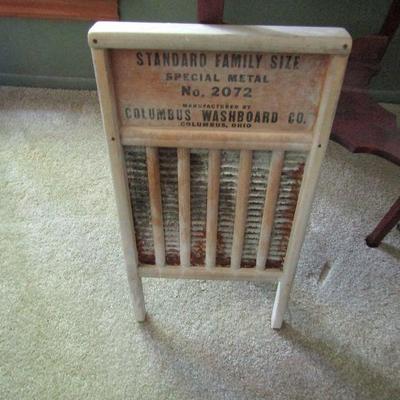 STANDARD FAMILY SIZE
SPECIAL METAL
No. 2072
MANUFACTURED BY
COLUMBUS WASHBOARD CO.
COLUMBUS, OHIO